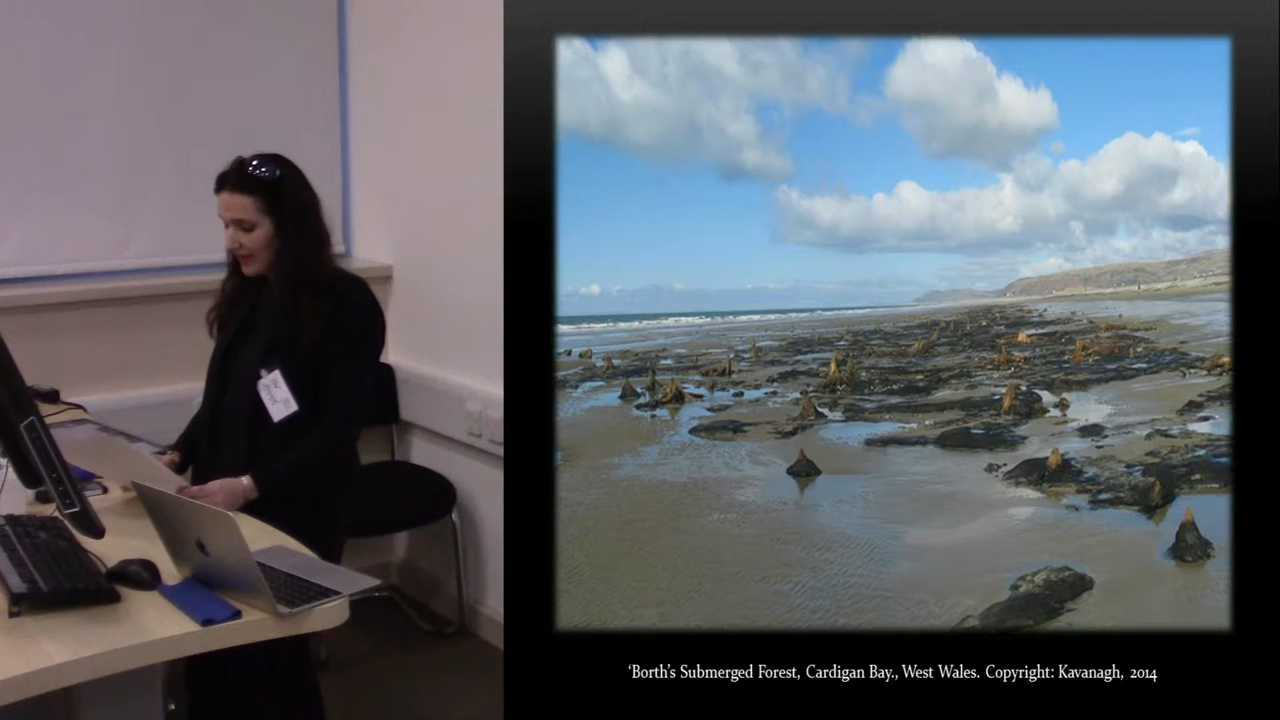 ‘Borth’s Submerged Forest, Cardigan Bay., West Wales. Copyright: Kavanagh, 2014